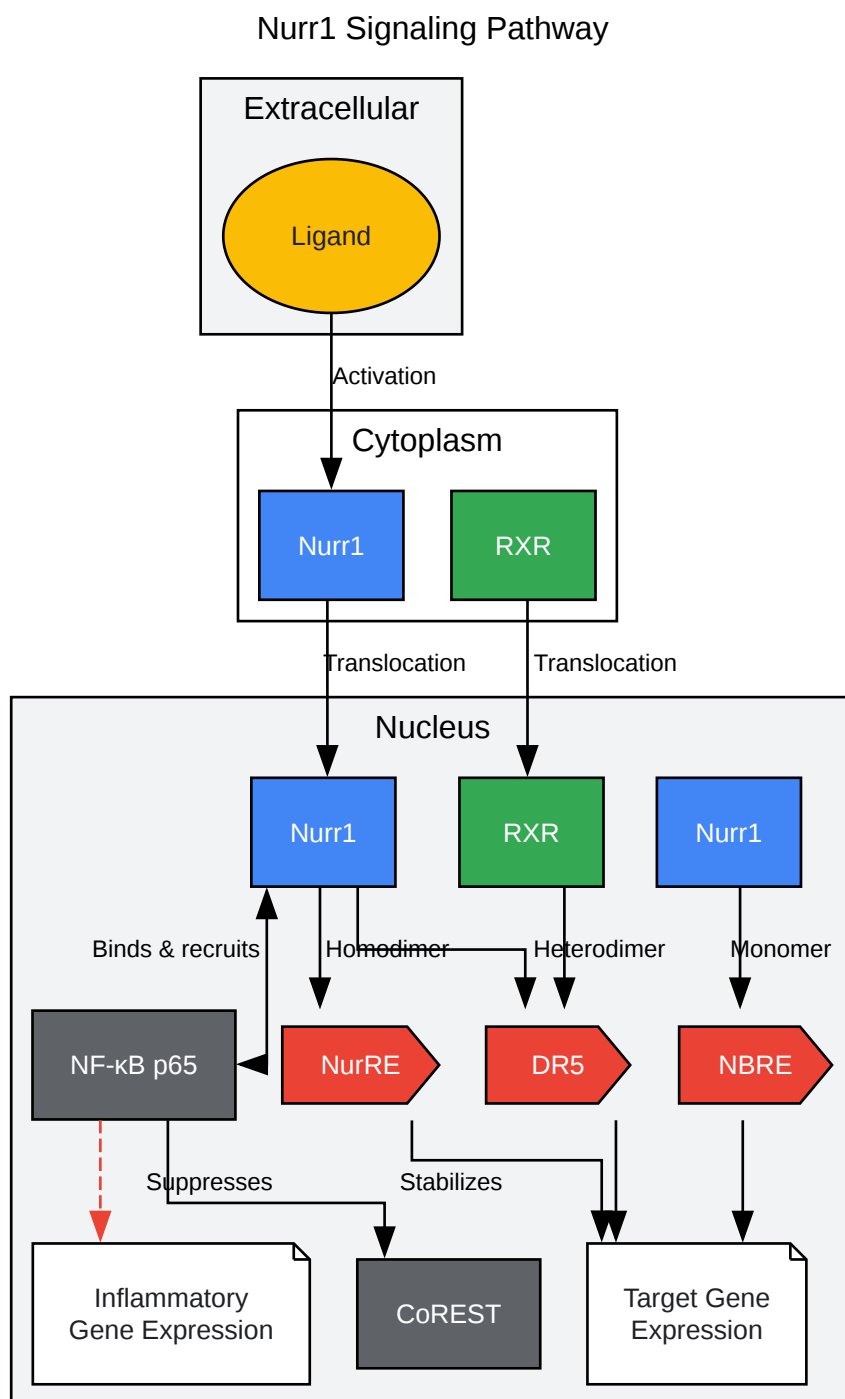 Nurr1 Signaling Pathway
Extracellular
Ligand
Activation
Cytoplasm
Nurr1
RXR
Translocation
Translocation
Nucleus
Nurr1
RXR
Nurr1
Binds & recruits
Homodimer
Heterodimer
Monomer
NF-κB p65
NurRE
DR5
NBRE
Suppresses
Stabilizes
Inflammatory
Gene Expression
CoREST
Target Gene
Expression